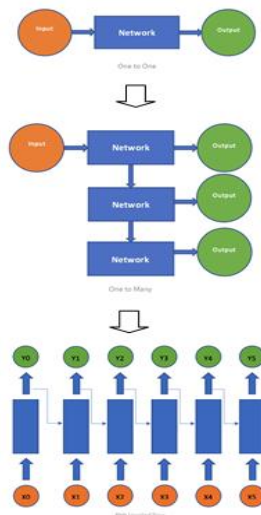 Input
Network
Output
One to One
Input
Network
Output
Network
Output
Network
Output
One to Many
Y0 Y1 Y2 Y3 Y4 Y5
X0 X1 X2 X3 X4 X5